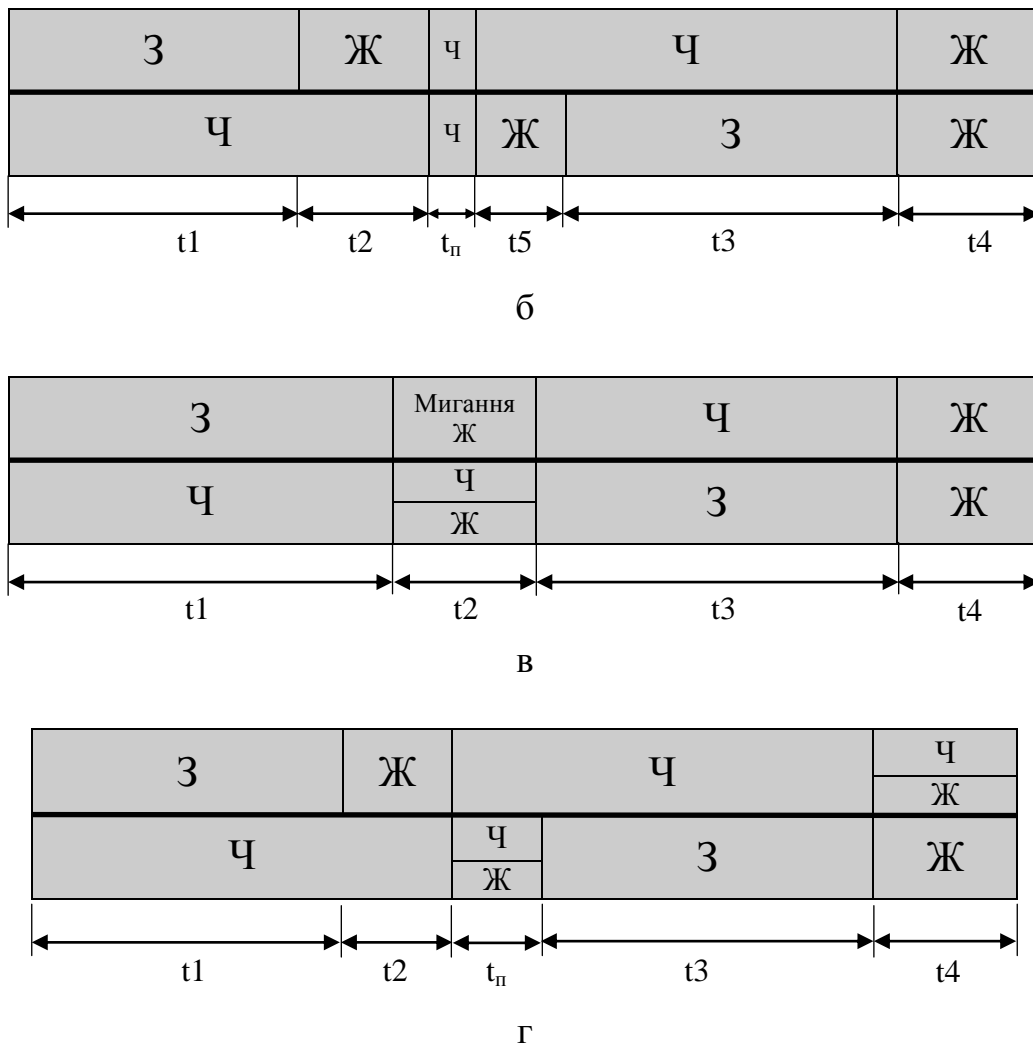 З Ж Ч Ч Ж
Ч Ч Ж З Ж
t1 t2 tп t5 t3 t4
б
З Мигання Ж Ч Ж
Ч Ч Ж З Ж
t1 t2 t3 t4
в
З Ж Ч Ч Ж
Ч Ч Ж З Ж
t1 t2 tп t3 t4
г